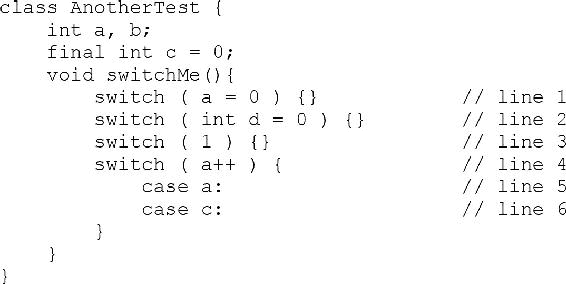 class AnotherTest {
    int a, b;
    final int c = 0;
    void switchMe(){
        switch ( a = 0 ) {}            // line 1
        switch ( int d = 0 ) {}        // line 2
        switch ( 1 ) {}                // line 3
        switch ( a++ ) {               // line 4
            case a:                    // line 5
            case c:                    // line 6
        }
    }
}